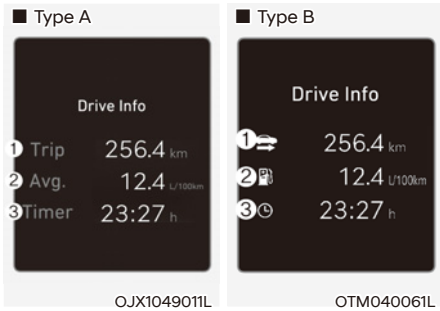 ■ Type A
Drive Info
1 Trip 256.4 km
2 Avg. 12.4 L/100km
3 Timer 23:27 h
OJX1049011L
■ Type B
Drive Info
1 256.4 km
2 12.4 L/100km
3 23:27 h
OTM040061L